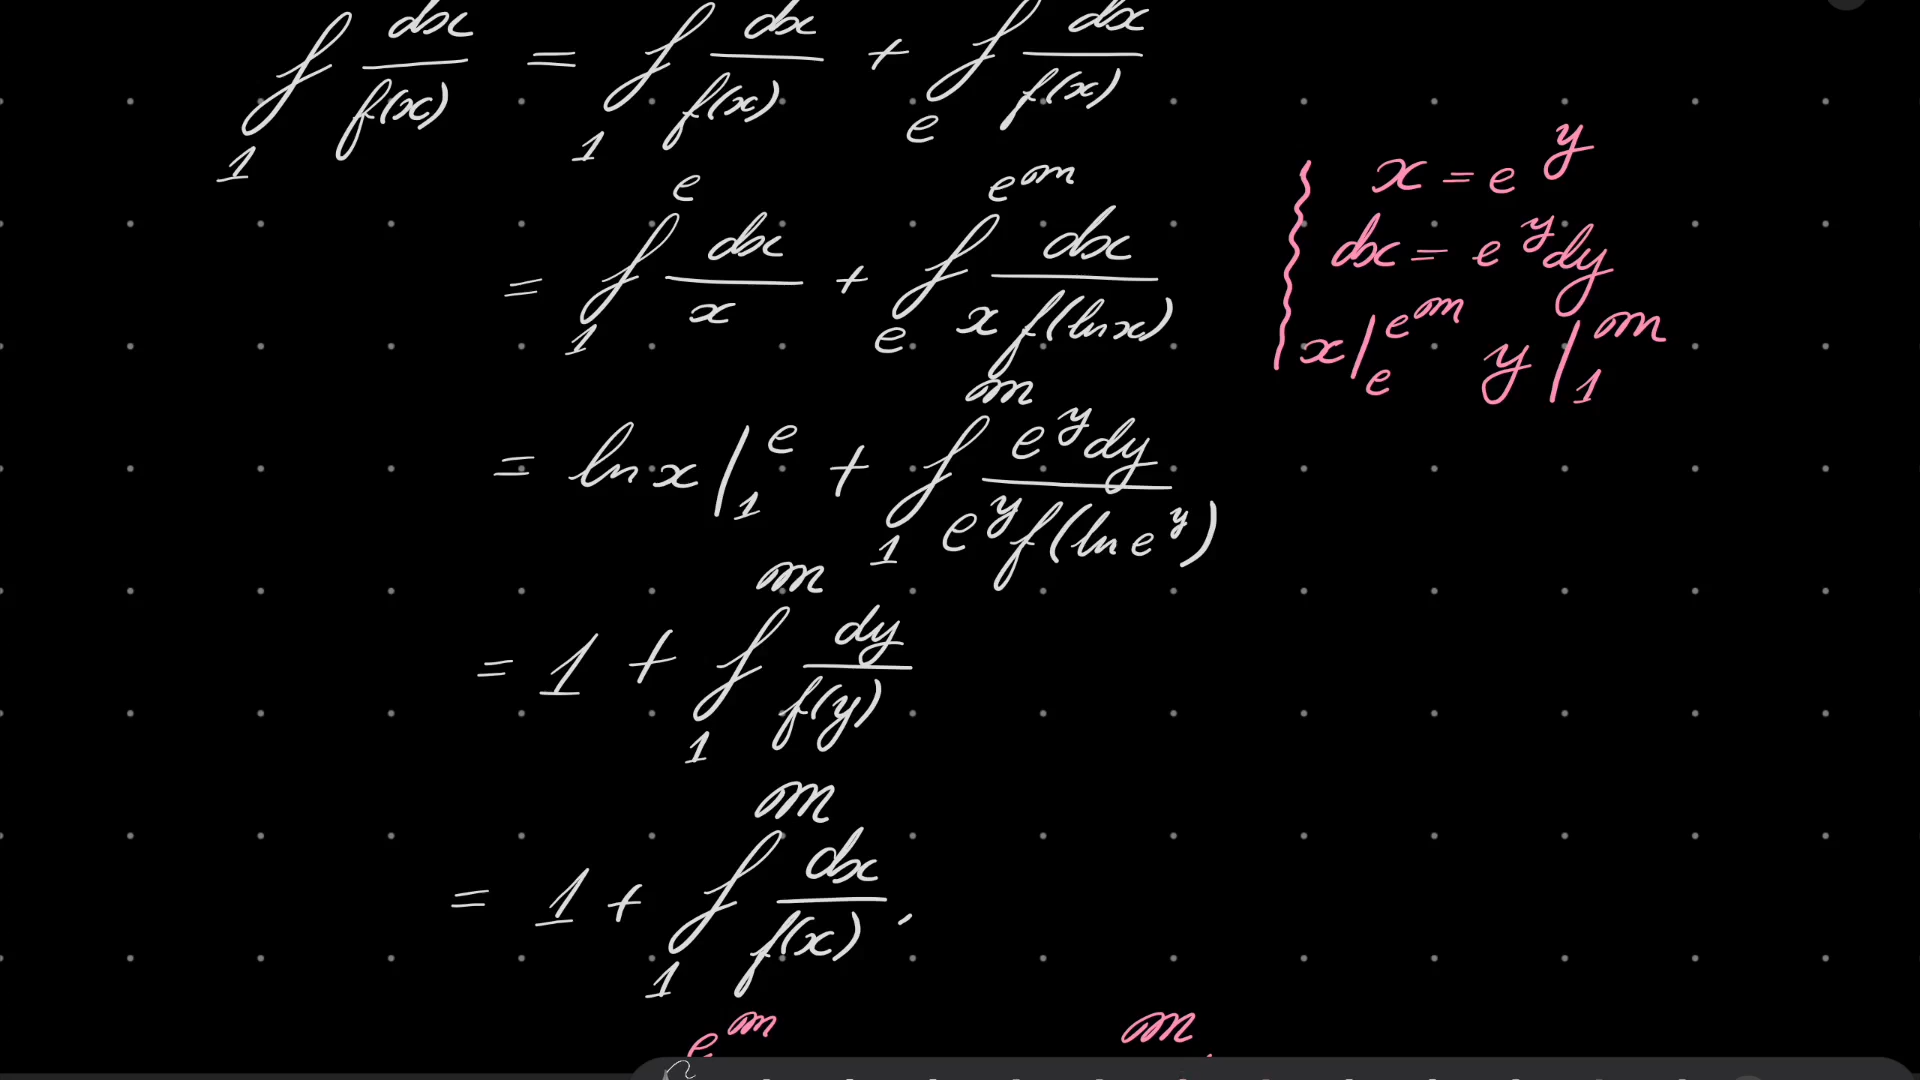 ∫_1 dx/f(x) = ∫_1 dx/f(x) + ∫_e dx/f(x)
= ∫_1^e dx/x + ∫_e^{e^m} dx/(x f(ln x))
{ x = e^y
dx = e^y dy
x|_e^{e^m} y|_1^m
= ln x |_1^e + ∫_1^m e^y dy/(e^y f(ln e^y))
= 1 + ∫_1^m dy/f(y)
= 1 + ∫_1^m dx/f(x),
e^m m